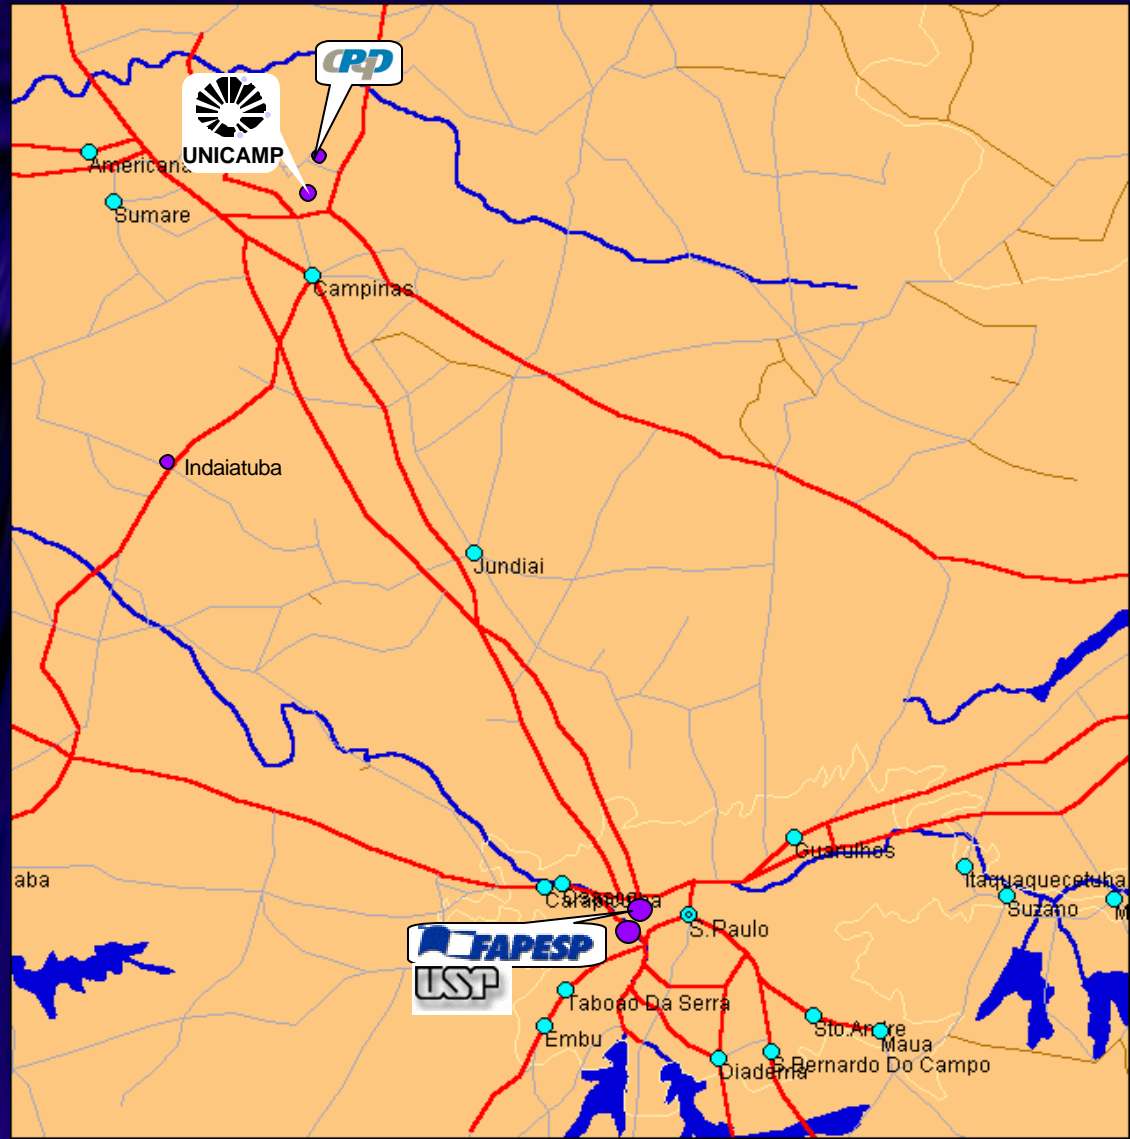 CPqD
UNICAMP
Americana
Sumare
Campinas
Indaiatuba
Jundiai
Guarulhos
aba
Itaquaquecetuba
Carapicuiba
Suzano
M
S.Paulo
FAPESP
USP
Taboao Da Serra
Embu
Sto.Andre
Maua
Diadema
S.Bernardo Do Campo